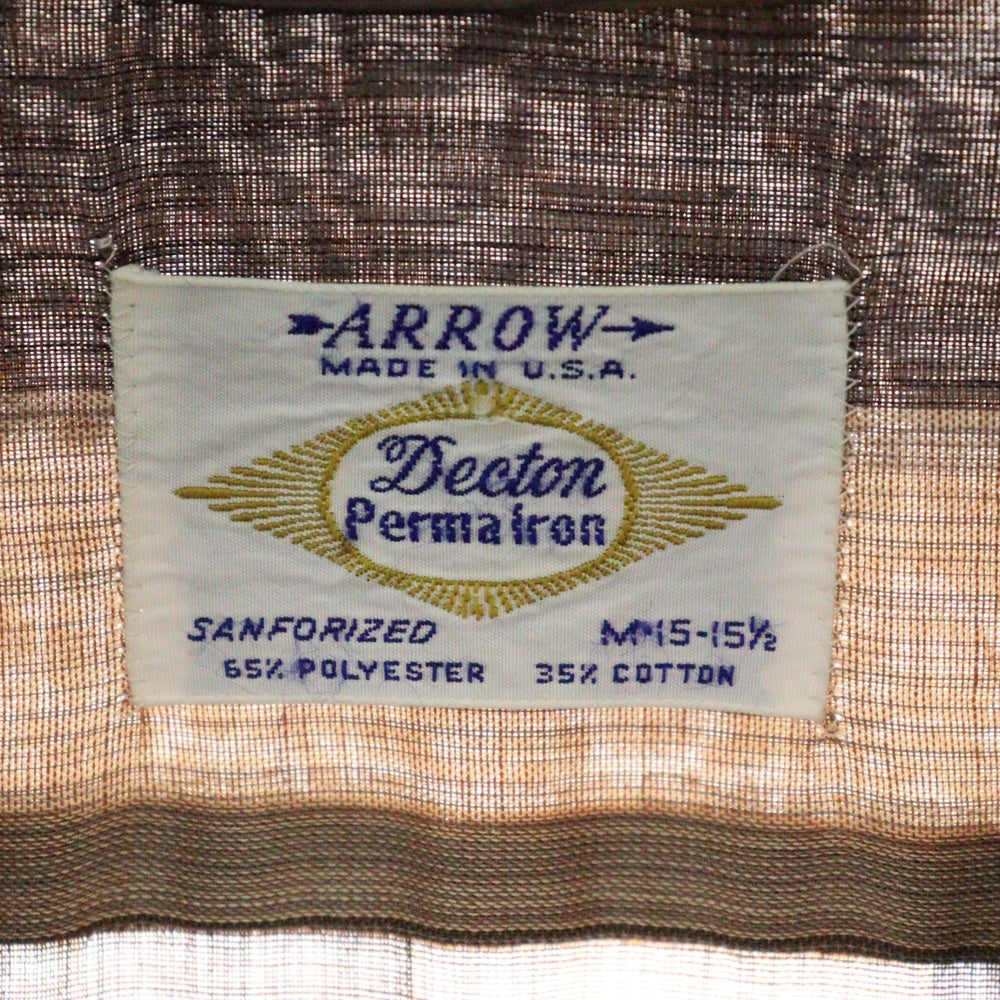 ARROW
MADE IN U.S.A.
Decton
Perma Iron
SANFORIZED M-15-15½
65% POLYESTER 35% COTTON